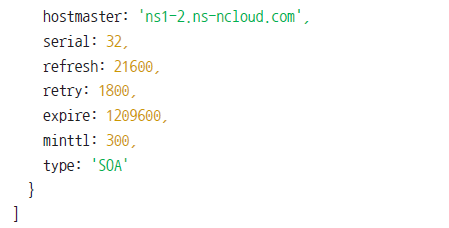 hostmaster: 'ns1-2.ns-ncloud.com',
serial: 32,
refresh: 21600,
retry: 1800,
expire: 1209600,
minttl: 300,
type: 'SOA'
}
]